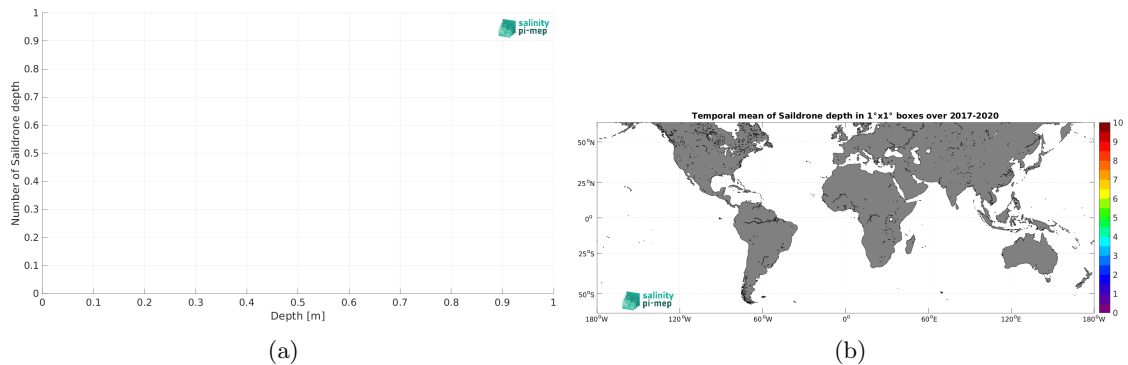 1
0.9
0.8
0.7
0.6
0.5
0.4
0.3
0.2
0.1
0
Number of Saildrone depth
0 0.1 0.2 0.3 0.4 0.5 0.6 0.7 0.8 0.9 1
Depth [m]
salinity
pi-mep
(a)
Temporal mean of Saildrone depth in 1°x1° boxes over 2017-2020
50°N
25°N
0°
25°S
50°S
180°W 120°W 60°W 0° 60°E 120°E 180°W
salinity
pi-mep
10
9
8
7
6
5
4
3
2
1
0
(b)